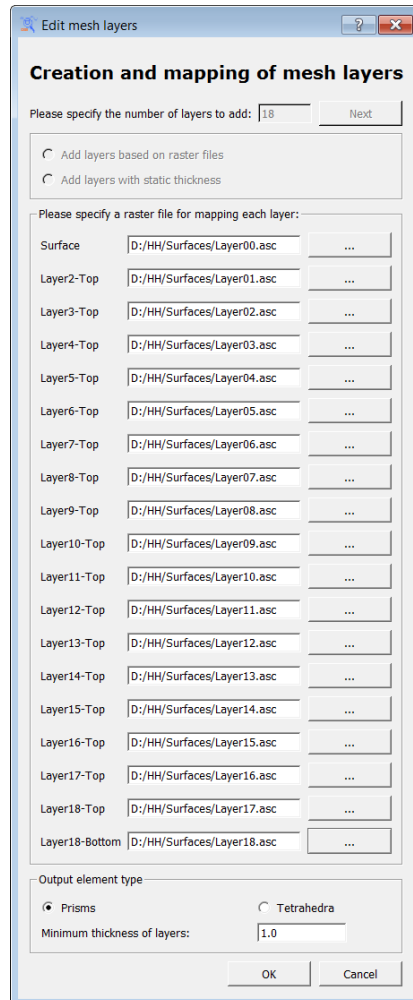 Edit mesh layers
Creation and mapping of mesh layers
Please specify the number of layers to add: 18 Next
Add layers based on raster files
Add layers with static thickness
Please specify a raster file for mapping each layer:
Surface D:/HH/Surfaces/Layer00.asc ...
Layer2-Top D:/HH/Surfaces/Layer01.asc ...
Layer3-Top D:/HH/Surfaces/Layer02.asc ...
Layer4-Top D:/HH/Surfaces/Layer03.asc ...
Layer5-Top D:/HH/Surfaces/Layer04.asc ...
Layer6-Top D:/HH/Surfaces/Layer05.asc ...
Layer7-Top D:/HH/Surfaces/Layer06.asc ...
Layer8-Top D:/HH/Surfaces/Layer07.asc ...
Layer9-Top D:/HH/Surfaces/Layer08.asc ...
Layer10-Top D:/HH/Surfaces/Layer09.asc ...
Layer11-Top D:/HH/Surfaces/Layer10.asc ...
Layer12-Top D:/HH/Surfaces/Layer11.asc ...
Layer13-Top D:/HH/Surfaces/Layer12.asc ...
Layer14-Top D:/HH/Surfaces/Layer13.asc ...
Layer15-Top D:/HH/Surfaces/Layer14.asc ...
Layer16-Top D:/HH/Surfaces/Layer15.asc ...
Layer17-Top D:/HH/Surfaces/Layer16.asc ...
Layer18-Top D:/HH/Surfaces/Layer17.asc ...
Layer18-Bottom D:/HH/Surfaces/Layer18.asc ...
Output element type
Prisms Tetrahedra
Minimum thickness of layers: 1.0
OK Cancel